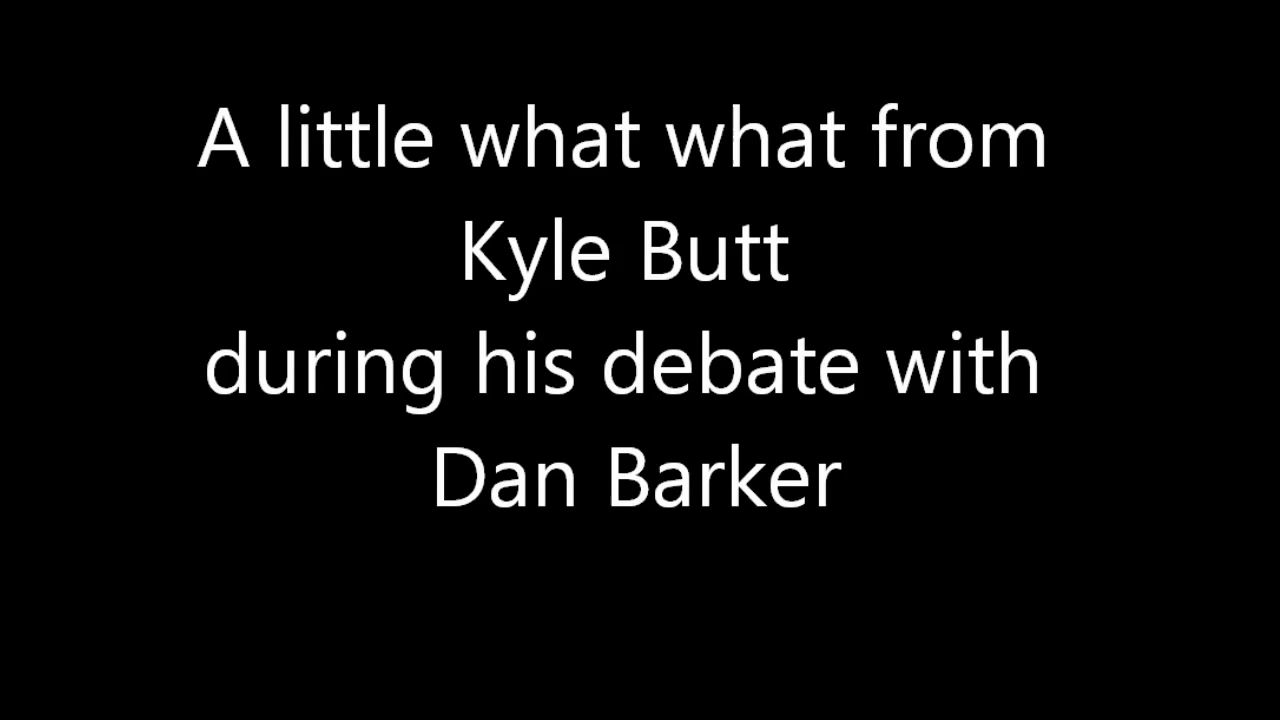 A little what what from
Kyle Butt
during his debate with
Dan Barker